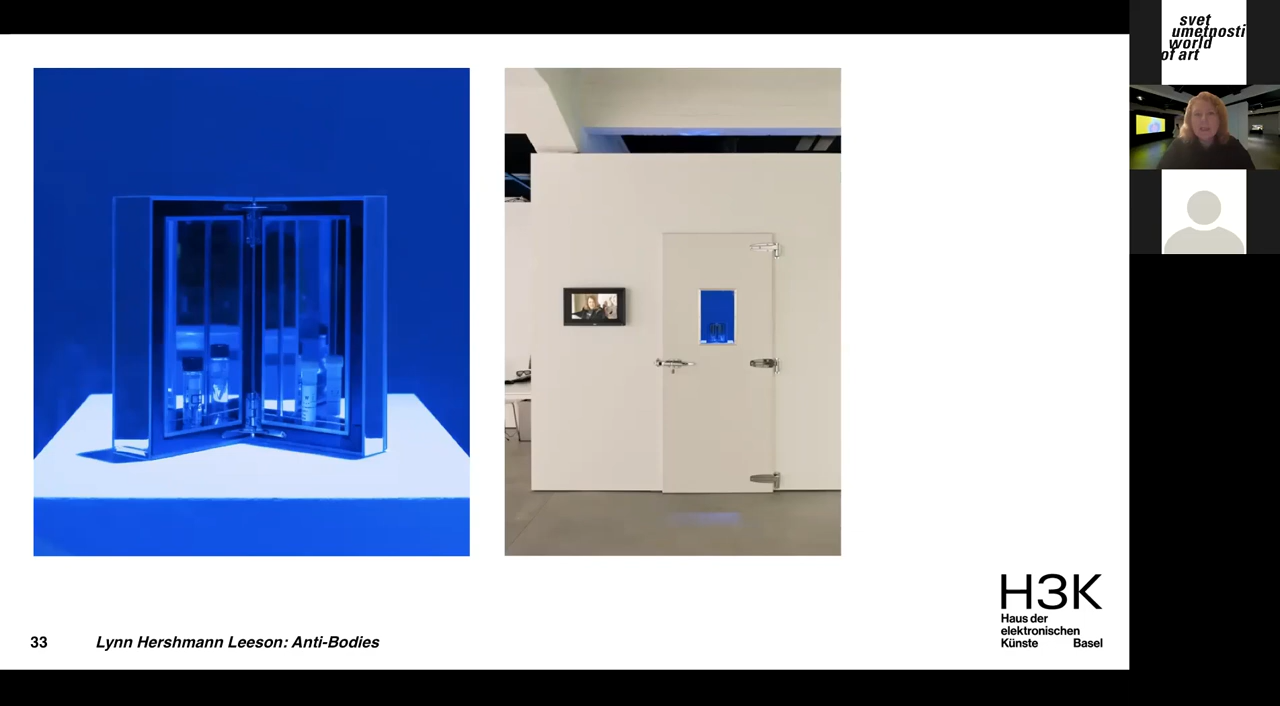 svet
umetnosti
world
of art
H3K
Haus der
elektronischen
Künste Basel
33 Lynn Hershmann Leeson: Anti-Bodies